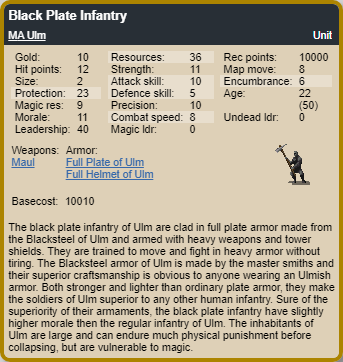 Black Plate Infantry
MA Ulm Unit
Gold: 10 Resources: 36 Rec points: 10000
Hit points: 12 Strength: 11 Map move: 8
Size: 2 Attack skill: 10 Encumbrance: 6
Protection: 23 Defence skill: 5 Age: 22
Magic res: 9 Precision: 10 (50)
Morale: 11 Combat speed: 8 Undead ldr: 0
Leadership: 40 Magic ldr: 0
Weapons: Armor:
Maul Full Plate of Ulm
Full Helmet of Ulm
Basecost: 10010
The black plate infantry of Ulm are clad in full plate armor made from
the Blacksteel of Ulm and armed with heavy weapons and tower
shields. They are trained to move and fight in heavy armor without
tiring. The Blacksteel armor of Ulm is made by the master smiths and
their superior craftsmanship is obvious to anyone wearing an Ulmish
armor. Both stronger and lighter than ordinary plate armor, they make
the soldiers of Ulm superior to any other human infantry. Sure of the
superiority of their armaments, the black plate infantry have slightly
higher morale then the regular infantry of Ulm. The inhabitants of
Ulm are large and can endure much physical punishment before
collapsing, but are vulnerable to magic.